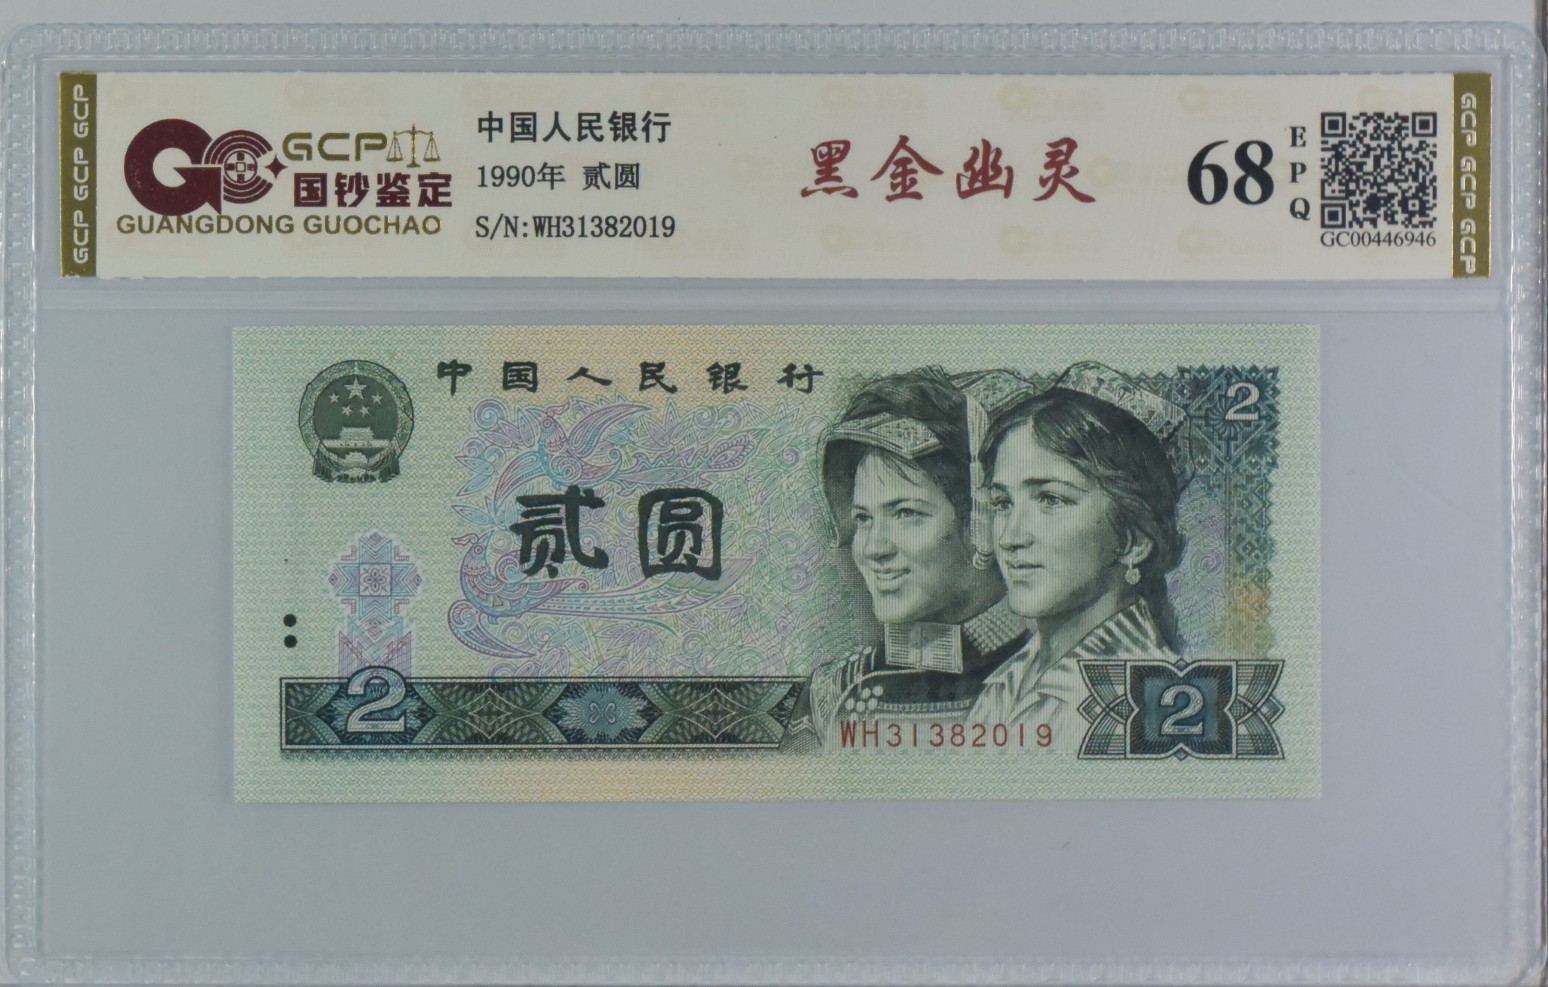 GCP GCP GCP
GCP
国钞鉴定
GUANGDONG GUOCHAO
中国人民银行
1990年 贰圆
S/N:WH31382019
黑金幽灵
68
EPQ
GC00446946
GCP GCP GCP GCP
中国人民银行
2
贰圆
2
2
WH31382019